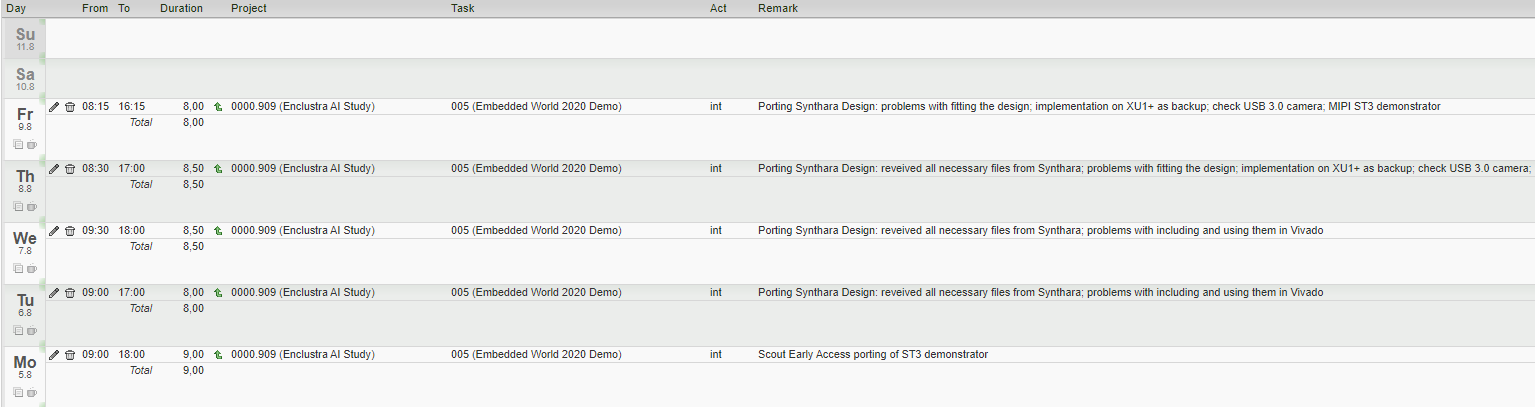 Day From To Duration Project Task Act Remark
Su
11.8
Sa
10.8
Fr
9.8
08:15 16:15 8,00 0000.909 (Enclustra AI Study) 005 (Embedded World 2020 Demo) int Porting Synthara Design: problems with fitting the design; implementation on XU1+ as backup; check USB 3.0 camera; MIPI ST3 demonstrator
Total 8,00
Th
8.8
08:30 17:00 8,50 0000.909 (Enclustra AI Study) 005 (Embedded World 2020 Demo) int Porting Synthara Design: reveived all necessary files from Synthara; problems with fitting the design; implementation on XU1+ as backup; check USB 3.0 camera;
Total 8,50
We
7.8
09:30 18:00 8,50 0000.909 (Enclustra AI Study) 005 (Embedded World 2020 Demo) int Porting Synthara Design: reveived all necessary files from Synthara; problems with including and using them in Vivado
Total 8,50
Tu
6.8
09:00 17:00 8,00 0000.909 (Enclustra AI Study) 005 (Embedded World 2020 Demo) int Porting Synthara Design: reveived all necessary files from Synthara; problems with including and using them in Vivado
Total 8,00
Mo
5.8
09:00 18:00 9,00 0000.909 (Enclustra AI Study) 005 (Embedded World 2020 Demo) int Scout Early Access porting of ST3 demonstrator
Total 9,00